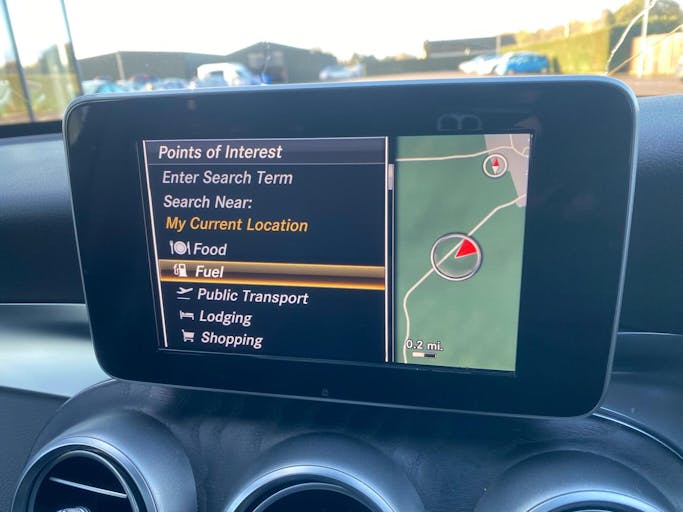 Points of Interest
Enter Search Term
Search Near:
My Current Location
Food
Fuel
Public Transport
Lodging
Shopping
0.2 mi.